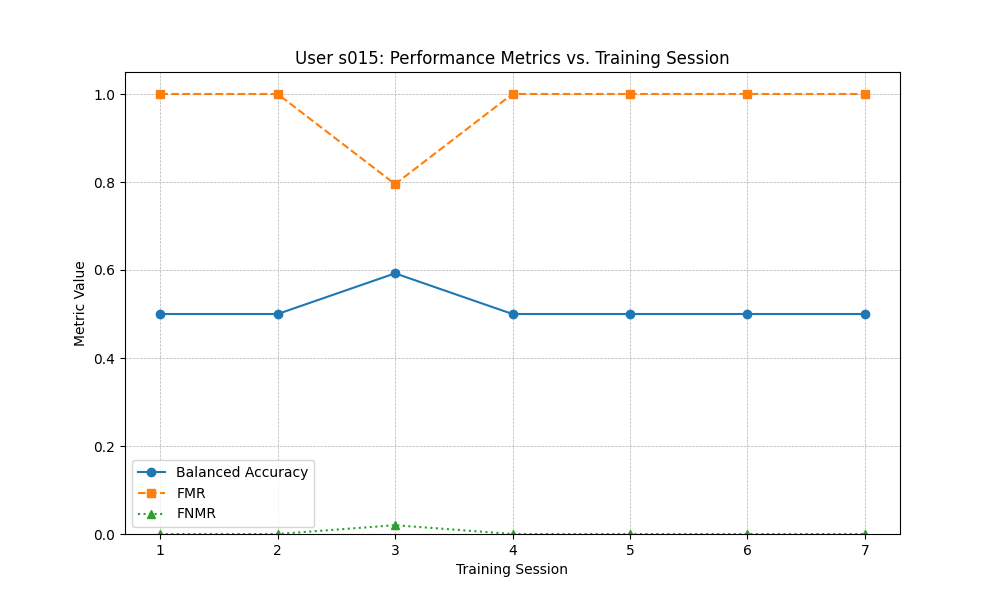 User s015: Performance Metrics vs. Training Session
Metric Value
1.0
0.8
0.6
0.4
0.2
0.0
Balanced Accuracy
FMR
FNMR
1 2 3 4 5 6 7
Training Session